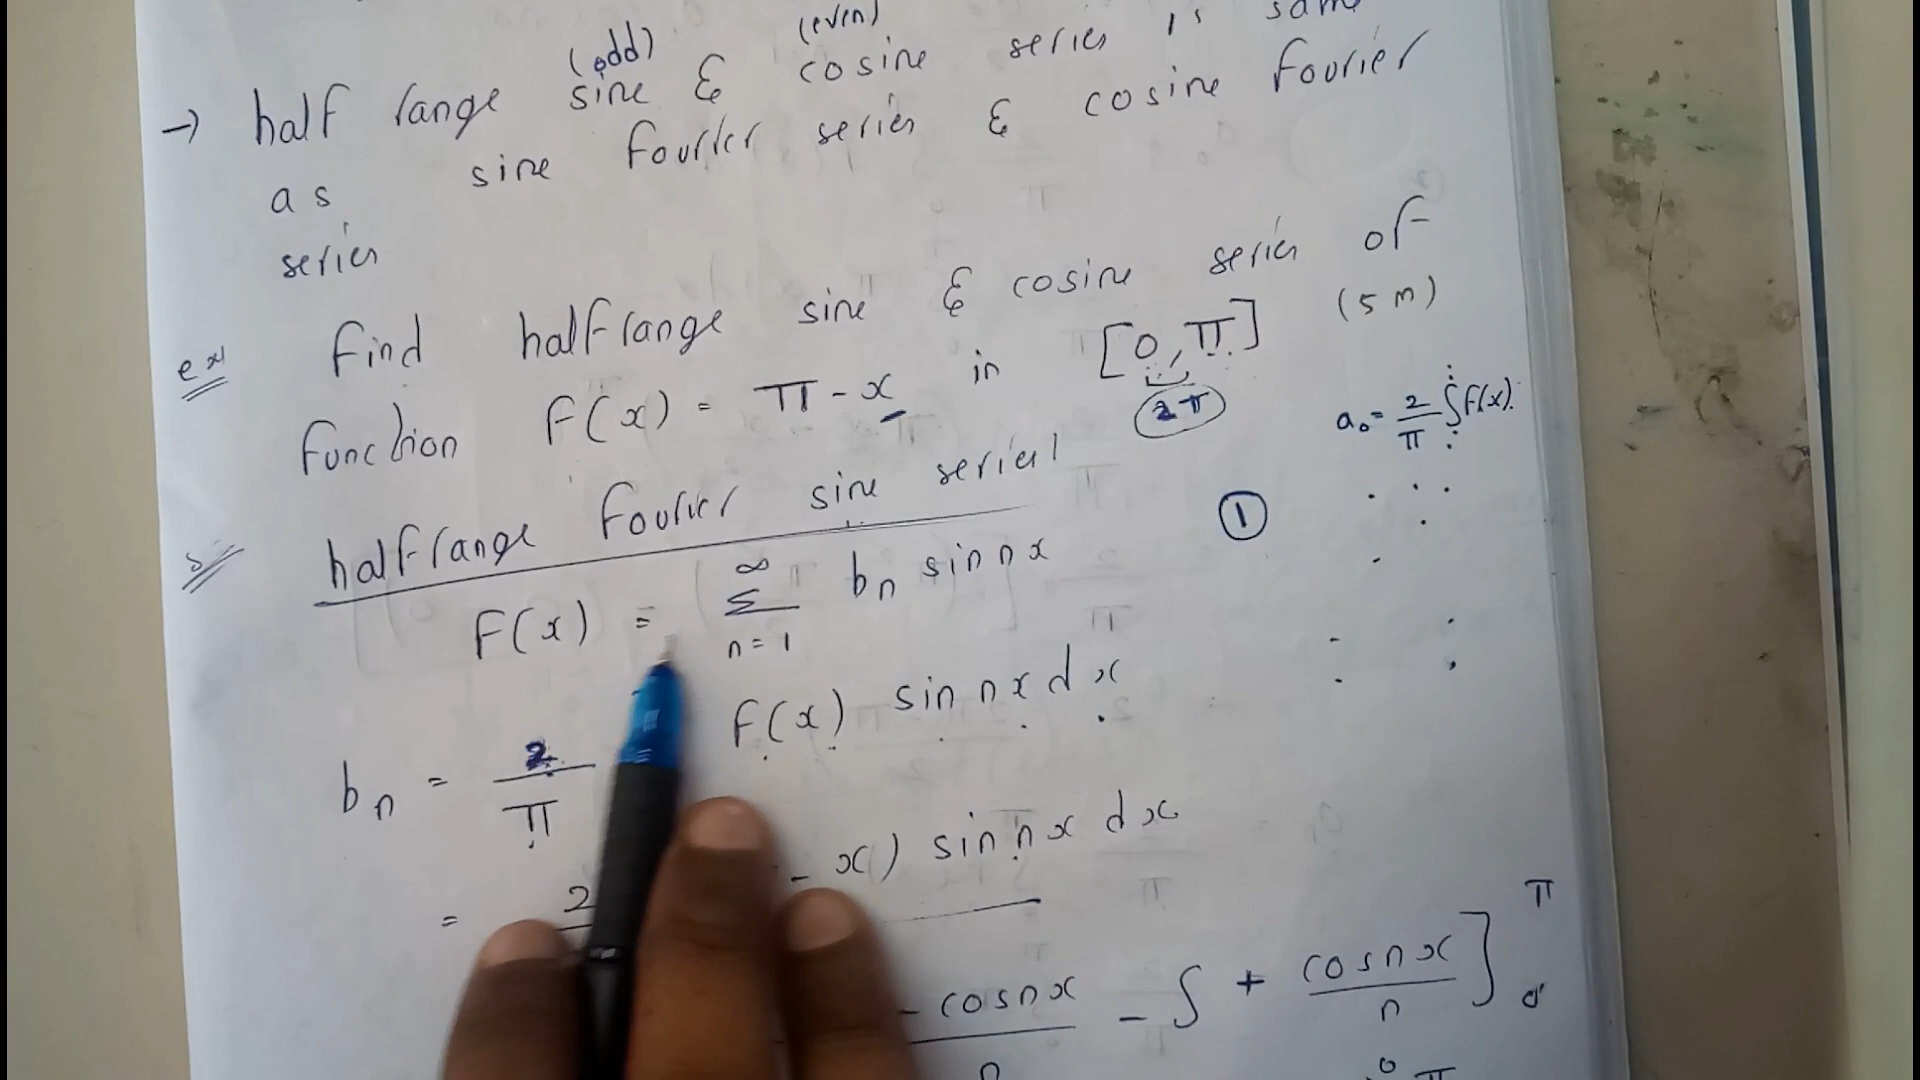 (odd) (even)
→ half range sine & cosine series is same
as sine fourier series & cosine fourier
series
ex Find half range sine & cosine series of
function f(x) = π - x in [0, π] (5 m)
2π
a₀ = 2/π ∫ f(x).
half range fourier sine series|
①
f(x) = ∞ Σ n=1 bn sin nx
bn = 2/π f(x) sin nx dx
= 2 - x) sin nx dx
- cos nx / n - ∫ + cos nx / n ] π 0
0 π